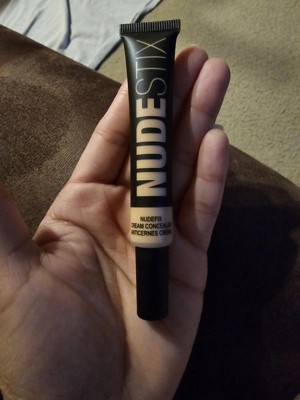 NUDESTIX
NUDEFIX
CREAM CONCEALER
ANTICERNES CRÈME